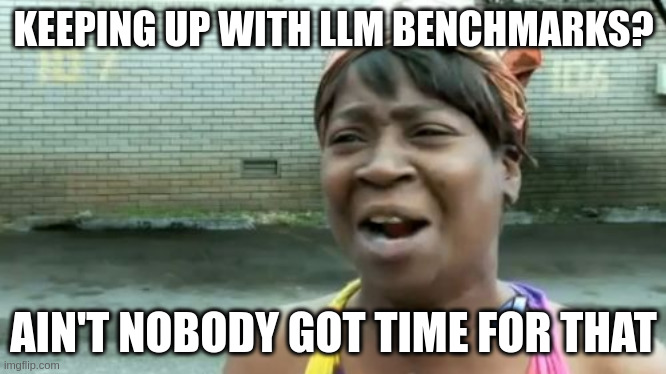 KEEPING UP WITH LLM BENCHMARKS?
AIN'T NOBODY GOT TIME FOR THAT
imgflip.com